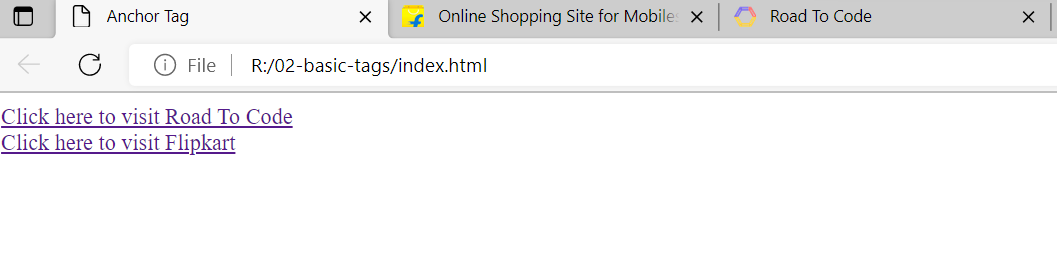 Anchor Tag
Online Shopping Site for Mobiles
Road To Code
File
R:/02-basic-tags/index.html
Click here to visit Road To Code
Click here to visit Flipkart